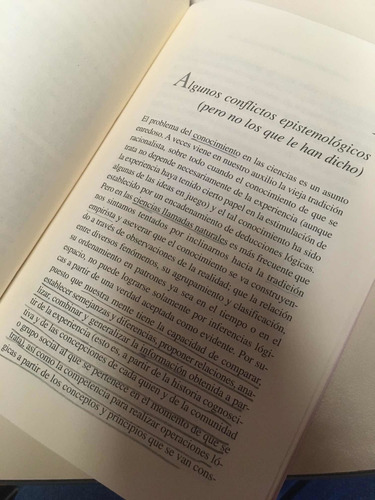 Algunos conflictos epistemológicos
(pero no los que le han dicho)
El problema del conocimiento en las ciencias es un asunto
enredoso. A veces viene en nuestro auxilio la vieja tradición
racionalista, sobre todo cuando el conocimiento de que se
trata no depende necesariamente de la experiencia (aunque
la experiencia haya tenido cierto papel en la estimulación de
algunas de las ideas en juego) y el tal conocimiento ha sido
establecido por un encadenamiento de deducciones lógicas.
Pero en las ciencias llamadas naturales es más frecuente que
nos sintamos tentados por inclinarnos hacia la tradición
empirista y aseverar que el conocimiento se va construyen-
do a través de observaciones de la realidad, que la relación
entre diversos fenómenos, su agrupamiento y clasificación,
su ordenamiento en patrones ya sea en el tiempo o en el
espacio, no puede lograrse solamente por inferencias lógi-
cas a partir de una verdad aceptada como evidente. Por su-
puesto que nuestra mente tiene la capacidad de comparar,
establecer semejanzas y diferencias, proponer relaciones, ana-
lizar, combinar y generalizar la información obtenida a par-
tir de la experiencia (esto es, a partir de la historia cognosci-
tiva y de las concepciones de cada quien y de la comunidad
o grupo social al que se pertenece en el momento de que se
trata), así como la competencia para realizar operaciones ló-
gicas a partir de los conceptos y principios que se van cons-